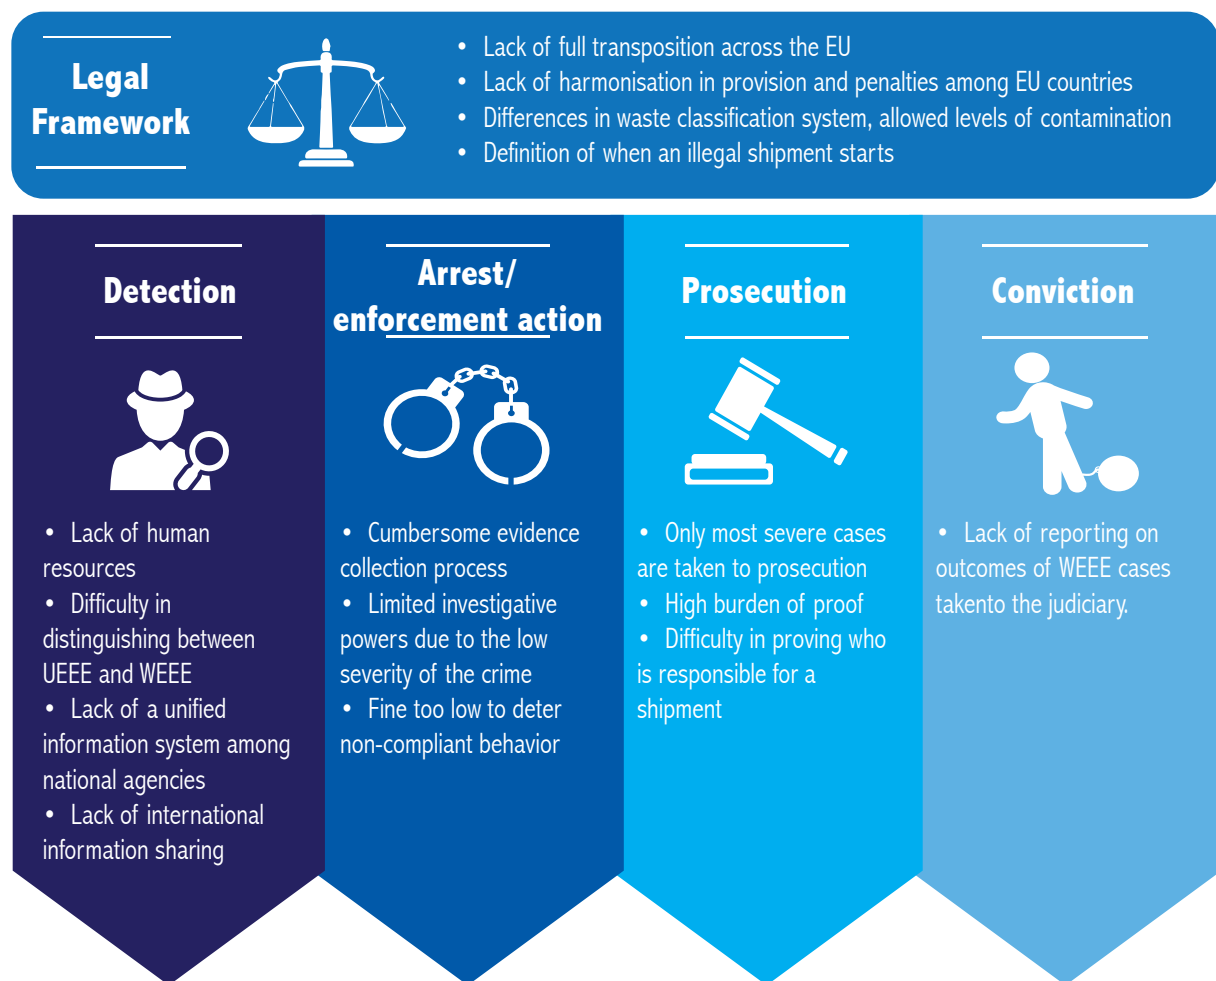 Legal
Framework
• Lack of full transposition across the EU
• Lack of harmonisation in provision and penalties among EU countries
• Differences in waste classification system, allowed levels of contamination
• Definition of when an illegal shipment starts
Detection
• Lack of human
resources
• Difficulty in
distinguishing between
UEEE and WEEE
• Lack of a unified
information system among
national agencies
• Lack of international
information sharing
Arrest/
enforcement action
• Cumbersome evidence
collection process
• Limited investigative
powers due to the low
severity of the crime
• Fine too low to deter
non-compliant behavior
Prosecution
• Only most severe cases
are taken to prosecution
• High burden of proof
• Difficulty in proving who
is responsible for a
shipment
Conviction
• Lack of reporting on
outcomes of WEEE cases
takento the judiciary.